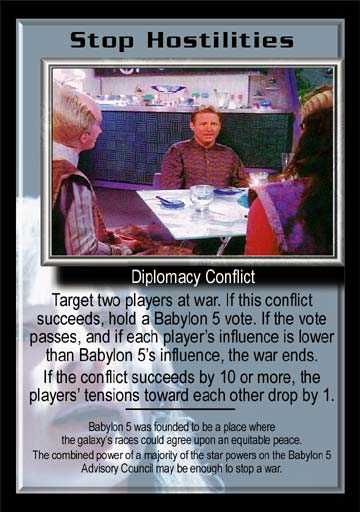 Stop Hostilities
Diplomacy Conflict
Target two players at war. If this conflict
succeeds, hold a Babylon 5 vote. If the vote
passes, and if each player's influence is lower
than Babylon 5's influence, the war ends.
If the conflict succeeds by 10 or more, the
players' tensions toward each other drop by 1.
Babylon 5 was founded to be a place where
the galaxy's races could agree upon an equitable peace.
The combined power of a majority of the star powers on the Babylon 5
Advisory Council may be enough to stop a war.